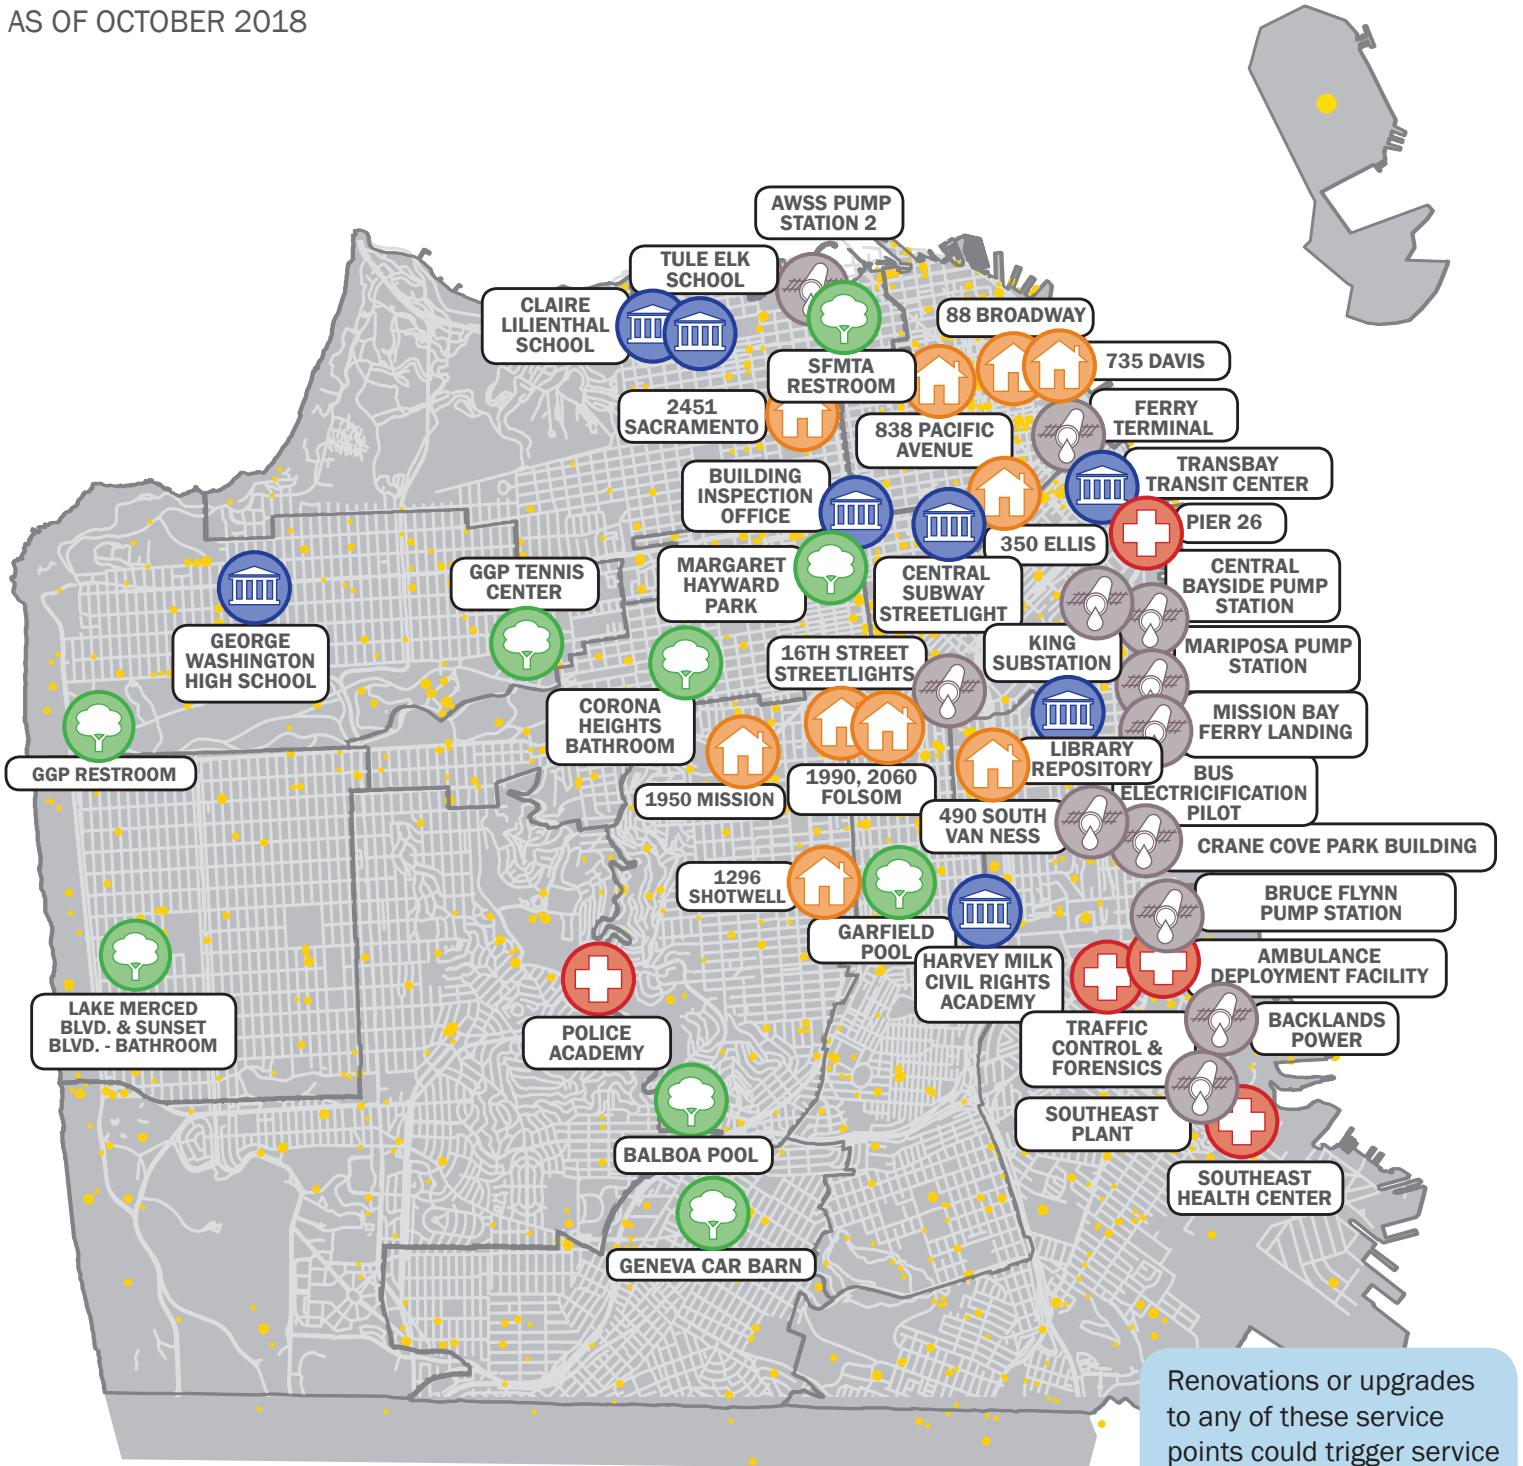 AS OF OCTOBER 2018
AWSS PUMP
STATION 2
TULE ELK
SCHOOL
CLAIRE
LILIENTHAL
SCHOOL
88 BROADWAY
SFMTA
RESTROOM
735 DAVIS
2451
SACRAMENTO
838 PACIFIC
AVENUE
FERRY
TERMINAL
BUILDING
INSPECTION
OFFICE
TRANSBAY
TRANSIT CENTER
PIER 26
350 ELLIS
GGP TENNIS
CENTER
MARGARET
HAYWARD
PARK
CENTRAL
SUBWAY
STREETLIGHT
CENTRAL
BAYSIDE PUMP
STATION
GEORGE
WASHINGTON
HIGH SCHOOL
16TH STREET
STREETLIGHTS
KING
SUBSTATION
MARIPOSA PUMP
STATION
CORONA
HEIGHTS
BATHROOM
MISSION BAY
FERRY LANDING
GGP RESTROOM
LIBRARY
REPOSITORY
1950 MISSION
1990, 2060
FOLSOM
BUS
ELECTRICIFICATION
PILOT
490 SOUTH
VAN NESS
CRANE COVE PARK BUILDING
1296
SHOTWELL
BRUCE FLYNN
PUMP STATION
GARFIELD
POOL
HARVEY MILK
CIVIL RIGHTS
ACADEMY
AMBULANCE
DEPLOYMENT FACILITY
LAKE MERCED
BLVD. & SUNSET
BLVD. - BATHROOM
POLICE
ACADEMY
TRAFFIC
CONTROL &
FORENSICS
BACKLANDS
POWER
SOUTHEAST
PLANT
BALBOA POOL
SOUTHEAST
HEALTH CENTER
GENEVA CAR BARN
Renovations or upgrades
to any of these service
points could trigger service